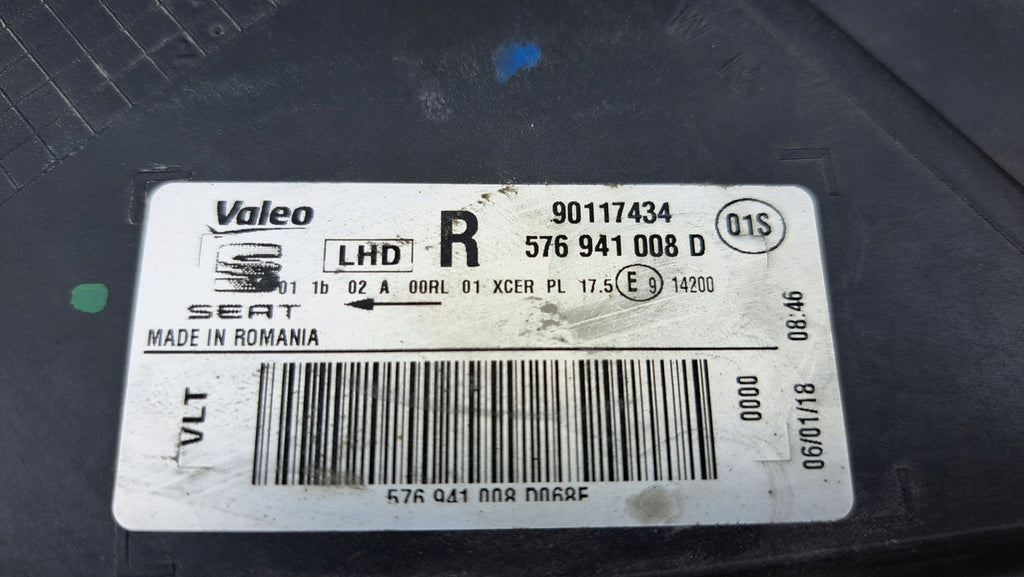 Valeo
LHD
R
90117434
576 941 008 D
01S
01 1b 02 A 00RL 01 XCER PL 17.5 E 9 14200
SEAT
MADE IN ROMANIA
VLT
0000
06/01/18 08:46
576 941 008 D068E